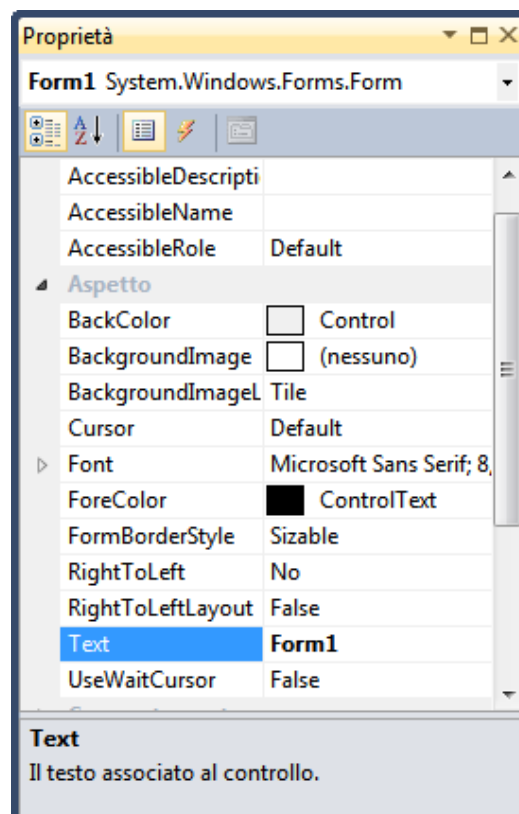 Proprietà
Form1 System.Windows.Forms.Form
AccessibleDescripti
AccessibleName
AccessibleRole Default
Aspetto
BackColor Control
BackgroundImage (nessuno)
BackgroundImageL Tile
Cursor Default
Font Microsoft Sans Serif; 8,
ForeColor ControlText
FormBorderStyle Sizable
RightToLeft No
RightToLeftLayout False
Text Form1
UseWaitCursor False
Text
Il testo associato al controllo.